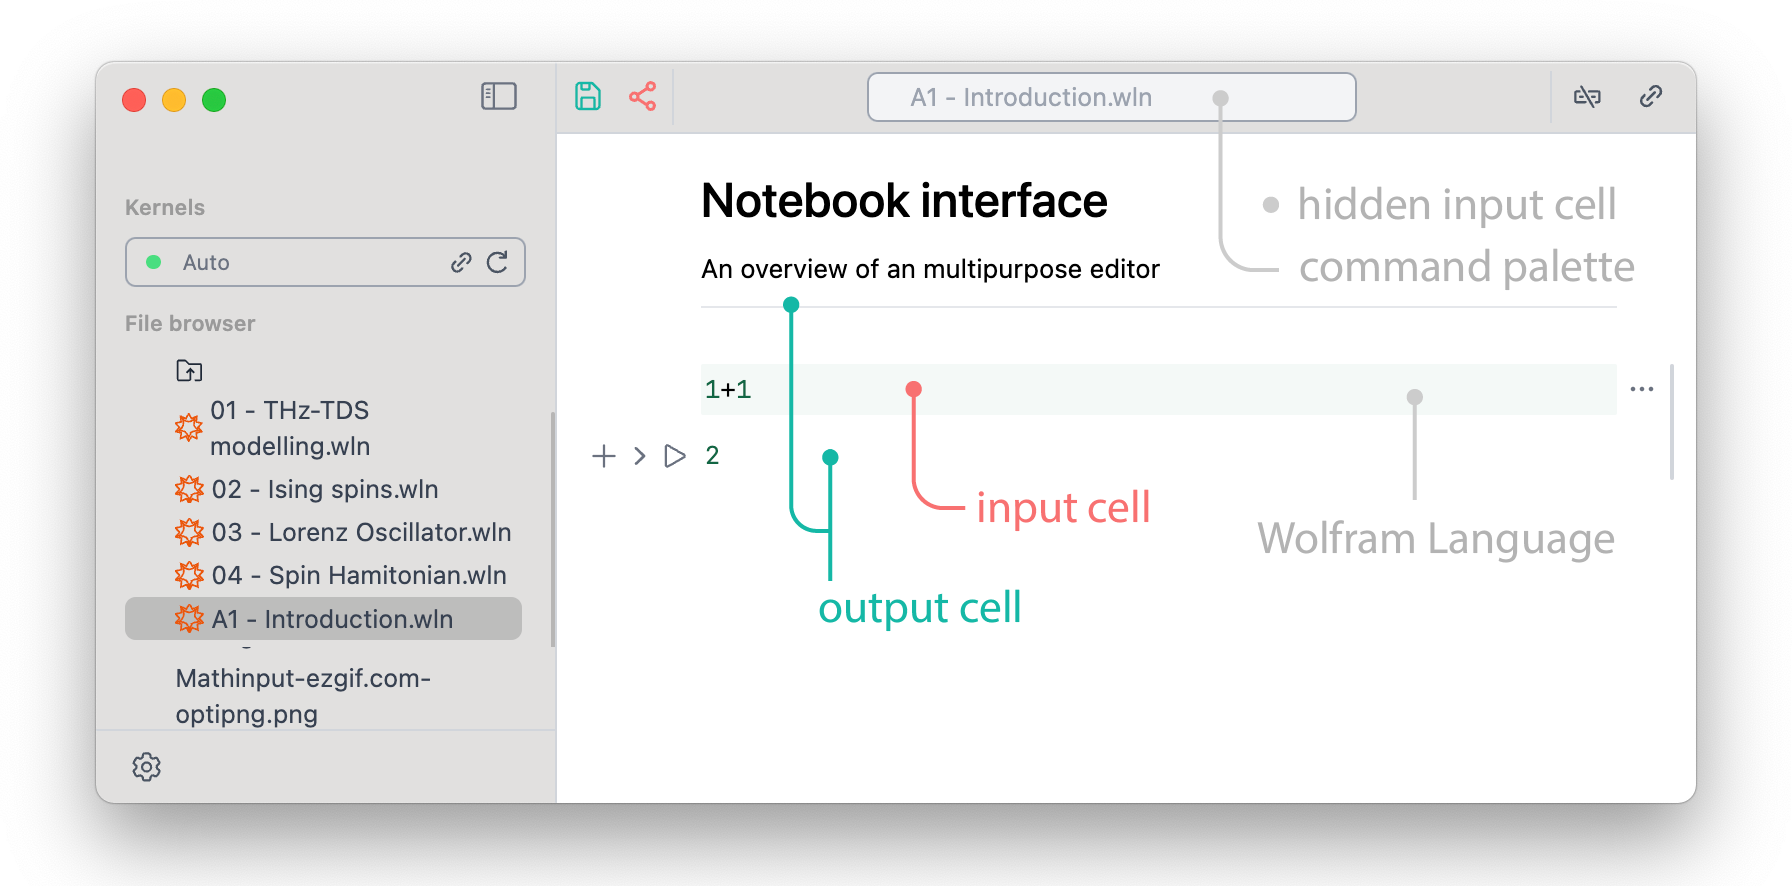 A1 - Introduction.wln
Kernels
Auto
File browser
01 - THz-TDS
modelling.wln
02 - Ising spins.wln
03 - Lorenz Oscillator.wln
04 - Spin Hamitonian.wln
A1 - Introduction.wln
Mathinput-ezgif.com-
optipng.png
Notebook interface
An overview of an multipurpose editor
hidden input cell
command palette
1+1
2
input cell
Wolfram Language
output cell